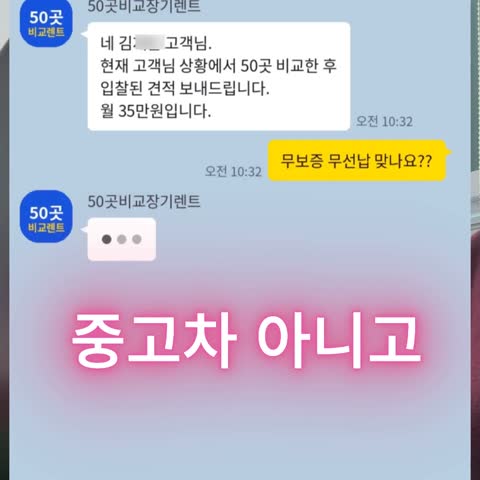 50곳비교장기렌트
50곳
비교렌트
네 김 고객님.
현재 고객님 상황에서 50곳 비교한 후
입찰된 견적 보내드립니다.
월 35만원입니다.
오전 10:32
무보증 무선납 맞나요??
오전 10:32
50곳비교장기렌트
50곳
비교렌트
중고차 아니고